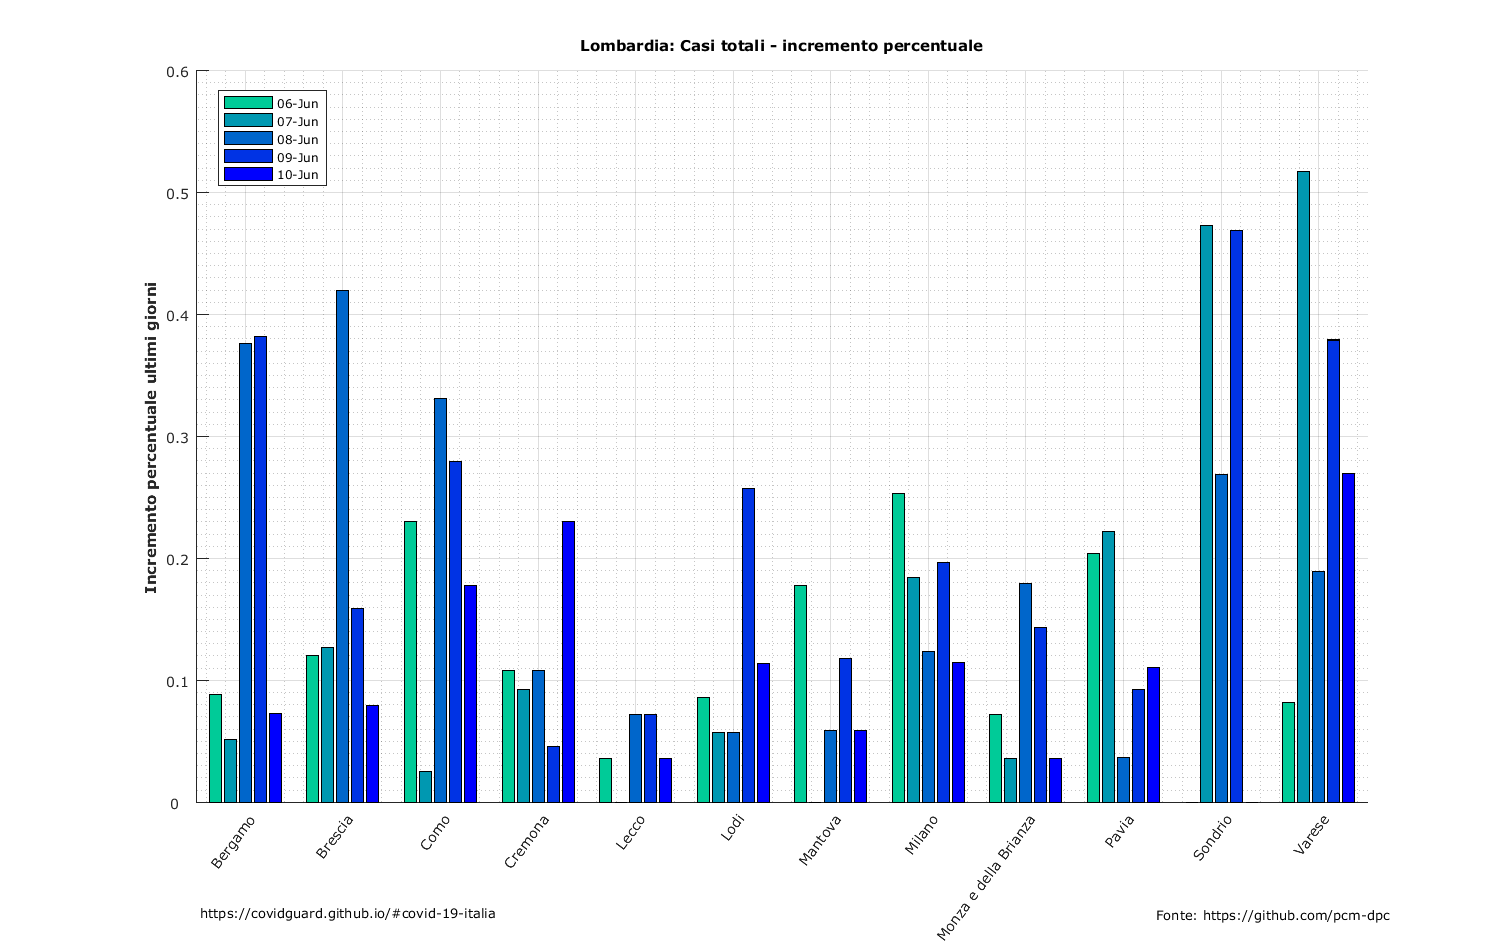 Lombardia: Casi totali - incremento percentuale
Incremento percentuale ultimi giorni
0.6
0.5
0.4
0.3
0.2
0.1
0
06-Jun
07-Jun
08-Jun
09-Jun
10-Jun
Bergamo
Brescia
Como
Cremona
Lecco
Lodi
Mantova
Milano
Monza e della Brianza
Pavia
Sondrio
Varese
https://covidguard.github.io/#covid-19-italia
Fonte: https://github.com/pcm-dpc